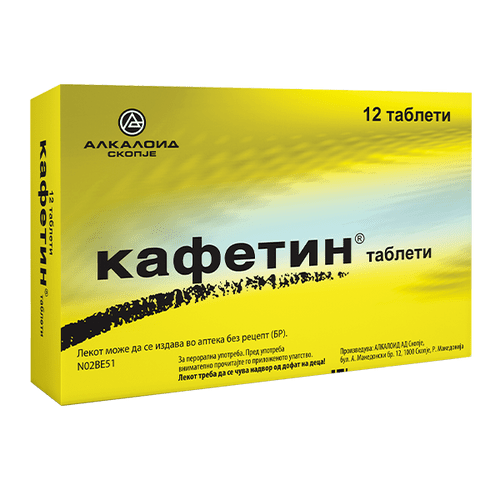 12 таблети
АЛКАЛОИД
СКОПЈЕ
кафетин®
таблети
Лекот може да се издава во аптека без рецепт (БР).
N02BE51
За перорална употреба. Пред употреба
внимателно прочитајте го приложеното упатство.
Лекот треба да се чува надвор од дофат на деца!
Произведува: АЛКАЛОИД АД Скопје,
бул. А. Македонски бр. 12, 1000 Скопје, Р. Македонија
кафетин®
12 таблети
таблети